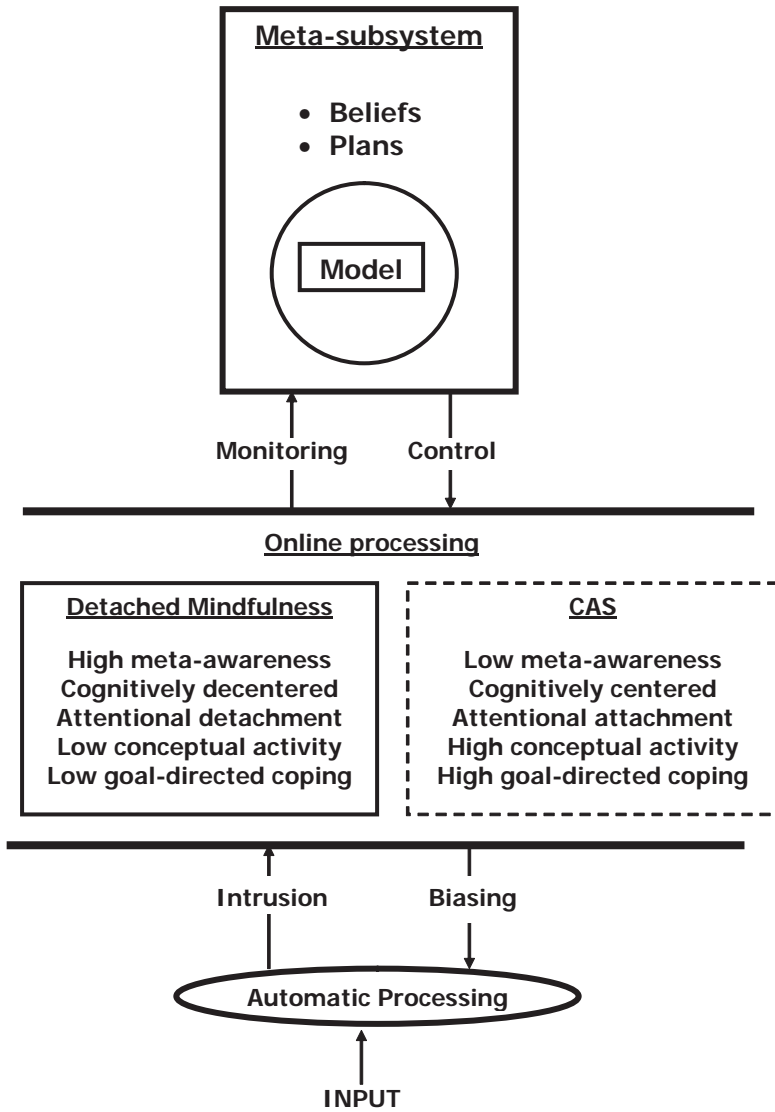 Meta-subsystem
• Beliefs
• Plans
Model
Monitoring
Control
Online processing
Detached Mindfulness
High meta-awareness
Cognitively decentered
Attentional detachment
Low conceptual activity
Low goal-directed coping
CAS
Low meta-awareness
Cognitively centered
Attentional attachment
High conceptual activity
High goal-directed coping
Intrusion
Biasing
Automatic Processing
INPUT